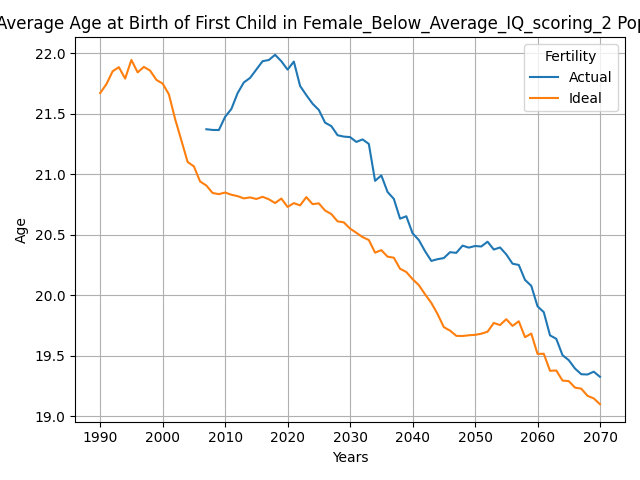 Average Age at Birth of First Child in Female_Below_Average_IQ_scoring_2
22.0
21.5
21.0
20.5
20.0
19.5
19.0
Age
Fertility
Actual
Ideal
1990 2000 2010 2020 2030 2040 2050 2060 2070
Years